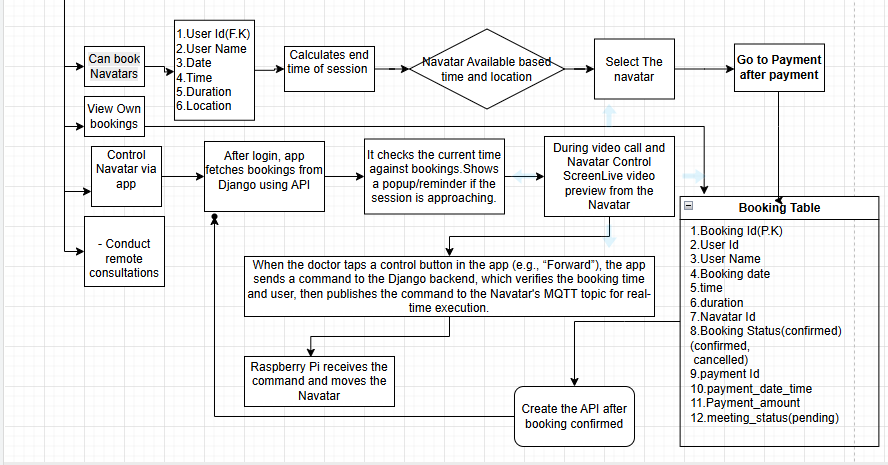 Can book
Navatars
1.User Id(F.K)
2.User Name
3.Date
4.Time
5.Duration
6.Location
Calculates end
time of session
Navatar Available based
time and location
Select The
navatar
Go to Payment
after payment
View Own
bookings
Control
Navatar via
app
After login, app
fetches bookings from
Django using API
It checks the current time
against bookings.Shows
a popup/reminder if the
session is approaching.
During video call and
Navatar Control
ScreenLive video
preview from the
Navatar
- Conduct
remote
consultations
When the doctor taps a control button in the app (e.g., “Forward”), the app
sends a command to the Django backend, which verifies the booking time
and user, then publishes the command to the Navatar's MQTT topic for real-
time execution.
Raspberry Pi receives the
command and moves the
Navatar
Create the API after
booking confirmed
Booking Table
1.Booking Id(P.K)
2.User Id
3.User Name
4.Booking date
5.time
6.duration
7.Navatar Id
8.Booking Status(confirmed)
(confirmed,
cancelled)
9.payment Id
10.payment_date_time
11.Payment_amount
12.meeting_status(pending)